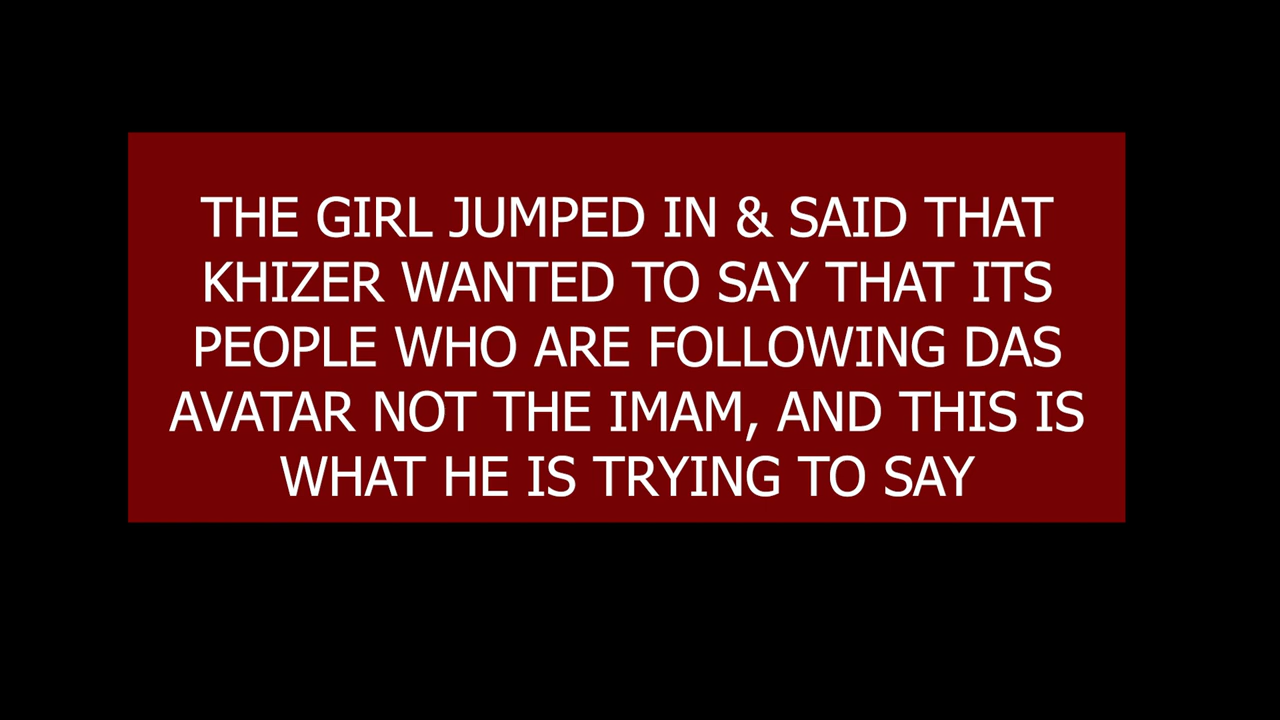 THE GIRL JUMPED IN & SAID THAT
KHIZER WANTED TO SAY THAT ITS
PEOPLE WHO ARE FOLLOWING DAS
AVATAR NOT THE IMAM, AND THIS IS
WHAT HE IS TRYING TO SAY